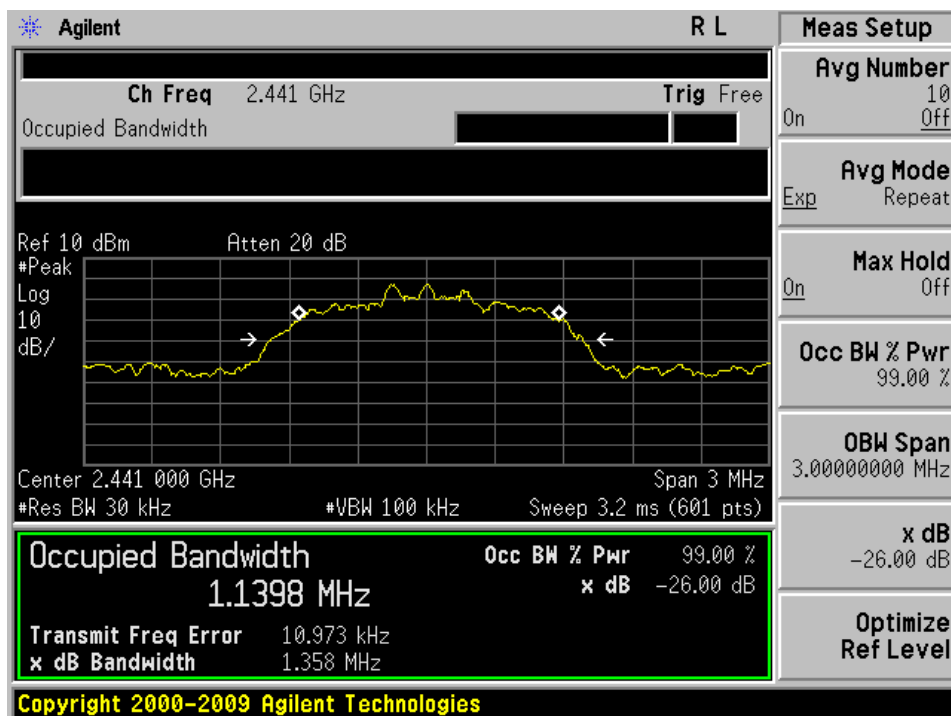 Agilent R L
Ch Freq 2.441 GHz Trig Free
Occupied Bandwidth
Ref 10 dBm Atten 20 dB
#Peak
Log
10
dB/
Center 2.441 000 GHz Span 3 MHz
#Res BW 30 kHz #VBW 100 kHz Sweep 3.2 ms (601 pts)
Occupied Bandwidth Occ BW % Pwr 99.00 %
1.1398 MHz x dB -26.00 dB
Transmit Freq Error 10.973 kHz
x dB Bandwidth 1.358 MHz
Copyright 2000-2009 Agilent Technologies
Meas Setup
Avg Number
10
On Off
Avg Mode
Exp Repeat
Max Hold
On Off
Occ BW % Pwr
99.00 %
OBW Span
3.00000000 MHz
x dB
-26.00 dB
Optimize
Ref Level